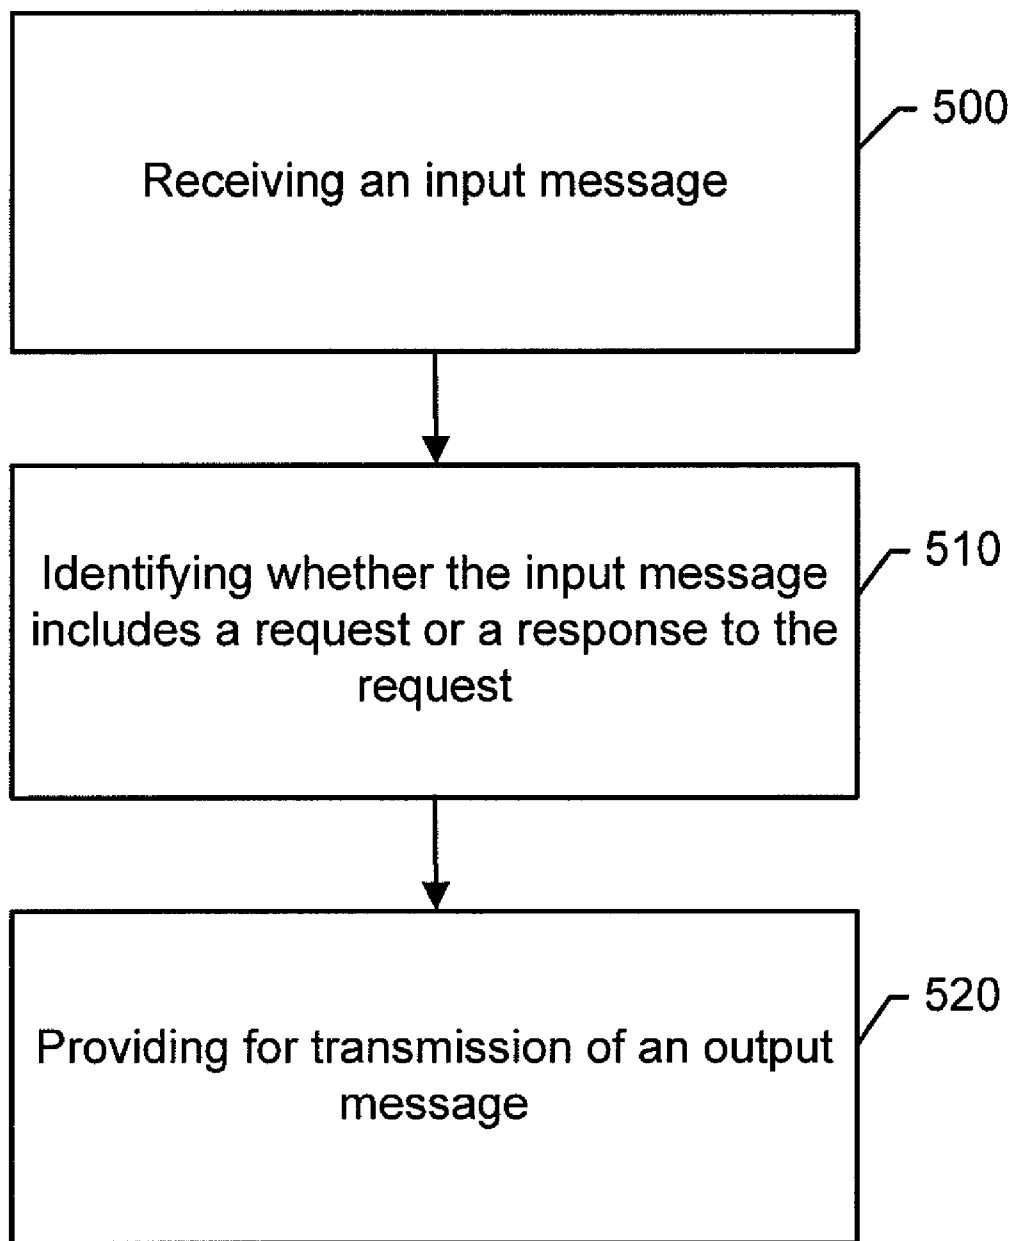 Receiving an input message
500
Identifying whether the input message
includes a request or a response to the
request
510
Providing for transmission of an output
message
520